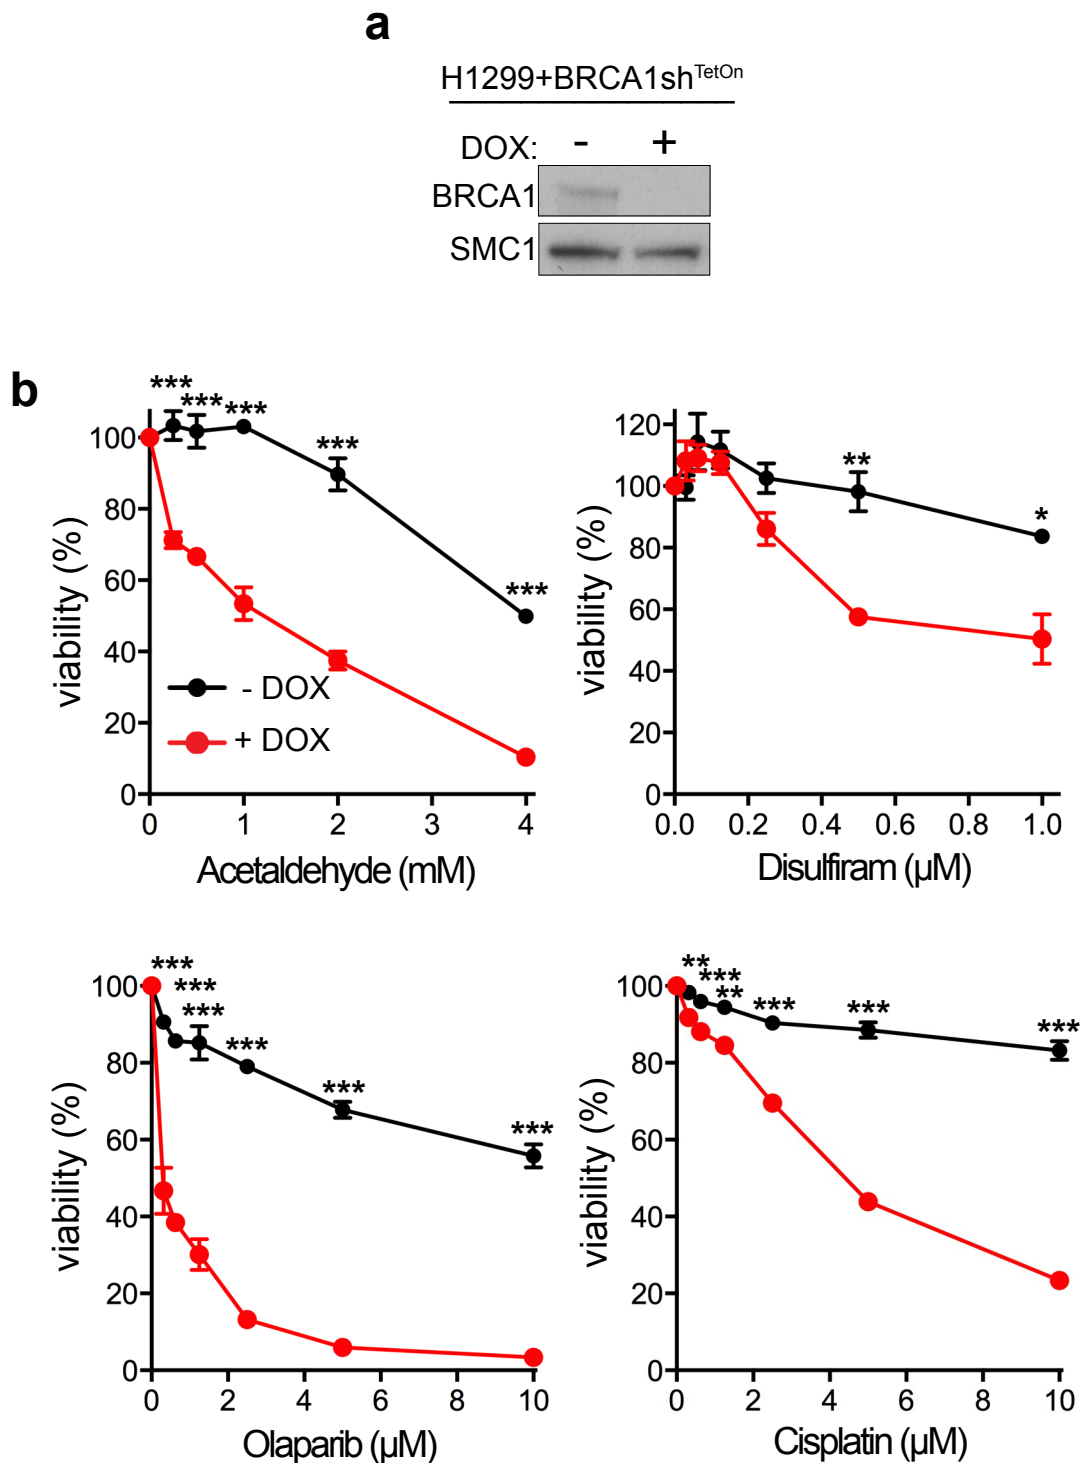 a
H1299+BRCA1sh^TetOn
DOX: - +
BRCA1
SMC1
b
*** *** *** *** ***
viability (%)
100
80
60
40
20
0
- DOX
+ DOX
0 1 2 3 4
Acetaldehyde (mM)
** *
viability (%)
120
100
80
60
40
20
0
0.0 0.2 0.4 0.6 0.8 1.0
Disulfiram (µM)
*** *** *** *** *** ***
viability (%)
100
80
60
40
20
0
0 2 4 6 8 10
Olaparib (µM)
** *** ** *** *** ***
viability (%)
100
80
60
40
20
0
0 2 4 6 8 10
Cisplatin (µM)